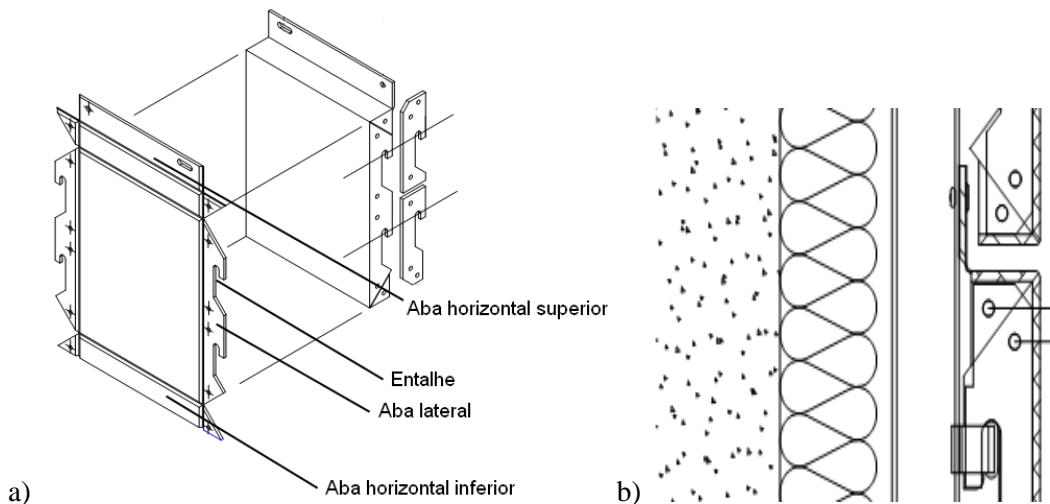 Aba horizontal superior
Entalhe
Aba lateral
Aba horizontal inferior
a)
b)